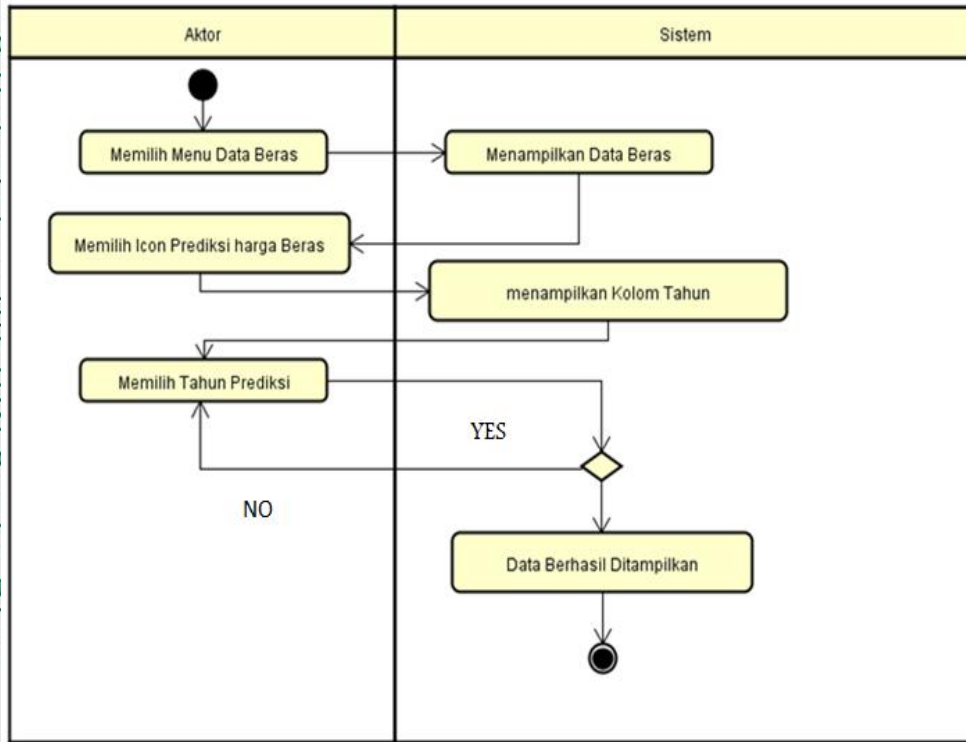 Aktor
Sistem
Memilih Menu Data Beras
Menampilkan Data Beras
Memilih Icon Prediksi harga Beras
menampilkan Kolom Tahun
Memilih Tahun Prediksi
YES
NO
Data Berhasil Ditampilkan